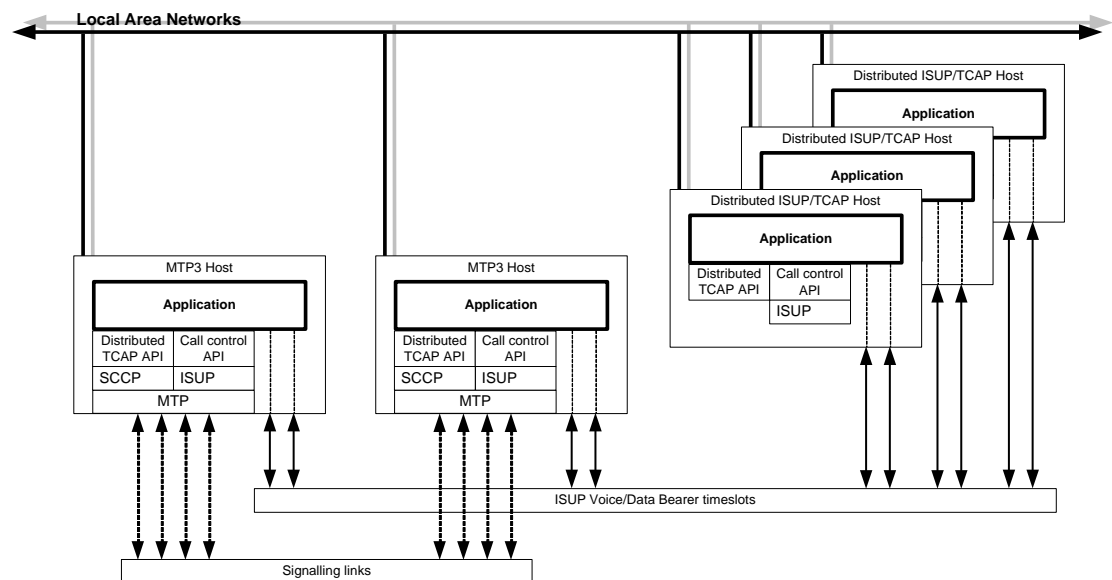 Local Area Networks
Distributed ISUP/TCAP Host
Application
Distributed ISUP/TCAP Host
Application
Distributed ISUP/TCAP Host
Application
Distributed
TCAP API
Call control
API
ISUP
MTP3 Host
Application
Distributed
TCAP API
Call control
API
SCCP
ISUP
MTP
MTP3 Host
Application
Distributed
TCAP API
Call control
API
SCCP
ISUP
MTP
ISUP Voice/Data Bearer timeslots
Signalling links